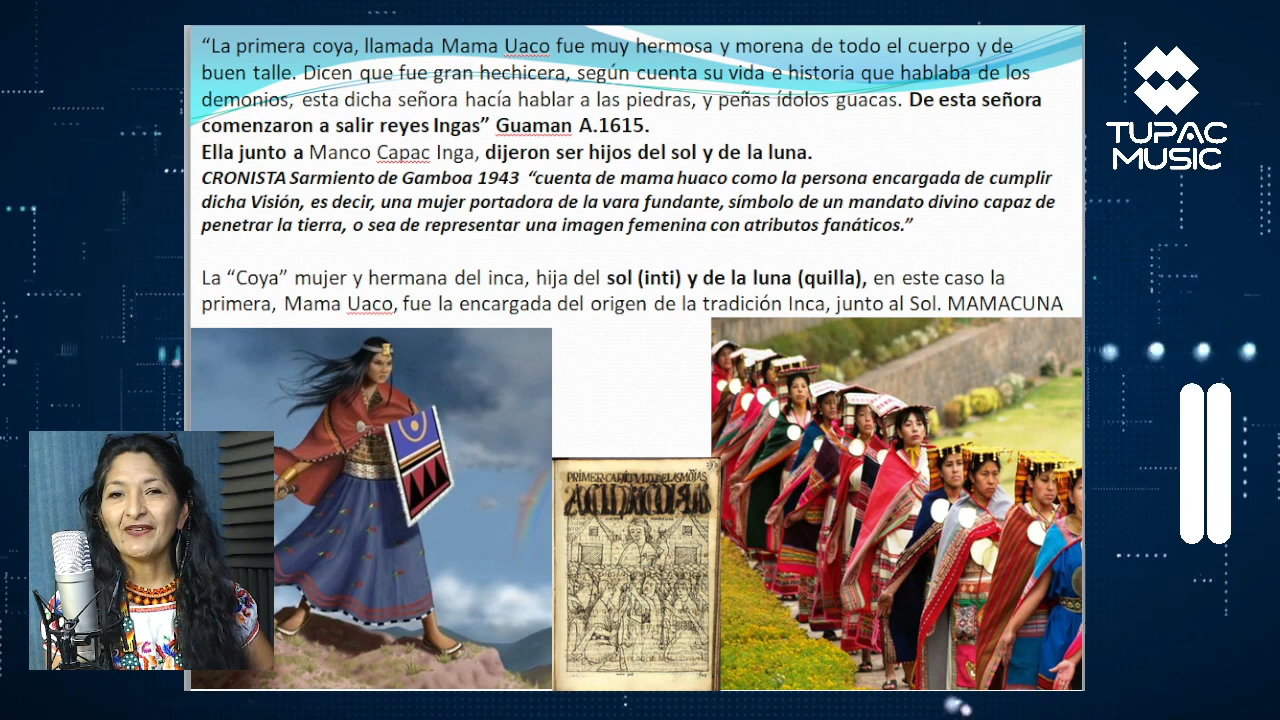 “La primera coya, llamada Mama Uaco fue muy hermosa y morena de todo el cuerpo y de
buen talle. Dicen que fue gran hechicera, según cuenta su vida e historia que hablaba de los
demonios, esta dicha señora hacía hablar a las piedras, y peñas ídolos guacas. De esta señora
comenzaron a salir reyes Ingas” Guaman A.1615.
Ella junto a Manco Capac Inga, dijeron ser hijos del sol y de la luna.
CRONISTA Sarmiento de Gamboa 1943 “cuenta de mama huaco como la persona encargada de cumplir
dicha Visión, es decir, una mujer portadora de la vara fundante, símbolo de un mandato divino capaz de
penetrar la tierra, o sea de representar una imagen femenina con atributos fanáticos.”
La “Coya” mujer y hermana del inca, hija del sol (inti) y de la luna (quilla), en este caso la
primera, Mama Uaco, fue la encargada del origen de la tradición Inca, junto al Sol. MAMACUNA
TUPAC
MUSIC